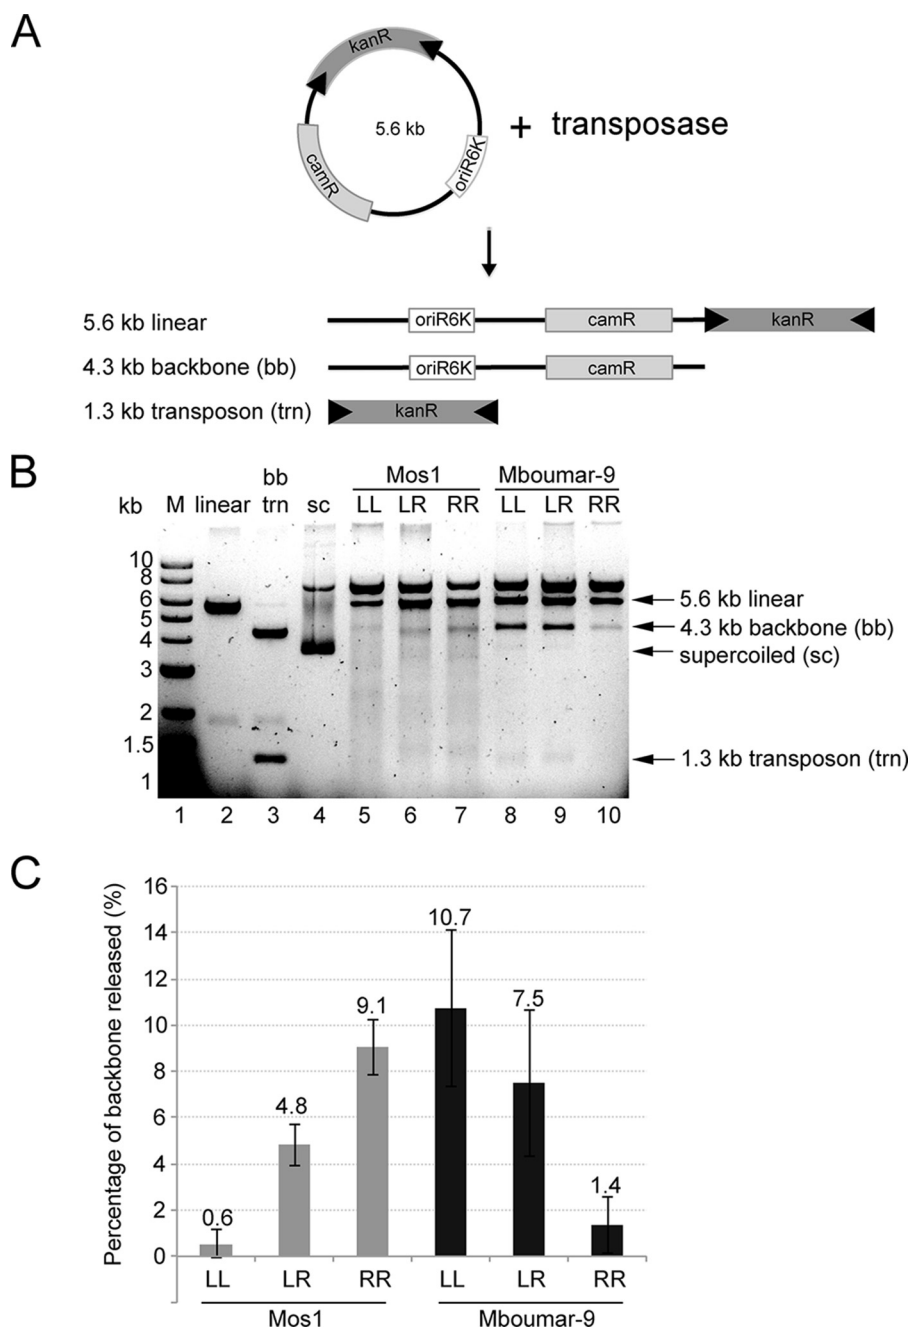 A
kanR
5.6 kb
camR
oriR6K
+ transposase
5.6 kb linear
oriR6K camR kanR
4.3 kb backbone (bb)
oriR6K camR
1.3 kb transposon (trn)
kanR
B
Mos1 Mboumar-9
bb
kb M linear trn sc LL LR RR LL LR RR
10
8
6
5
4
3
2
1.5
1
5.6 kb linear
4.3 kb backbone (bb)
supercoiled (sc)
1.3 kb transposon (trn)
1 2 3 4 5 6 7 8 9 10
C
Percentage of backbone released (%)
16
14
12
10
8
6
4
2
0
0.6
4.8
9.1
10.7
7.5
1.4
LL LR RR LL LR RR
Mos1 Mboumar-9